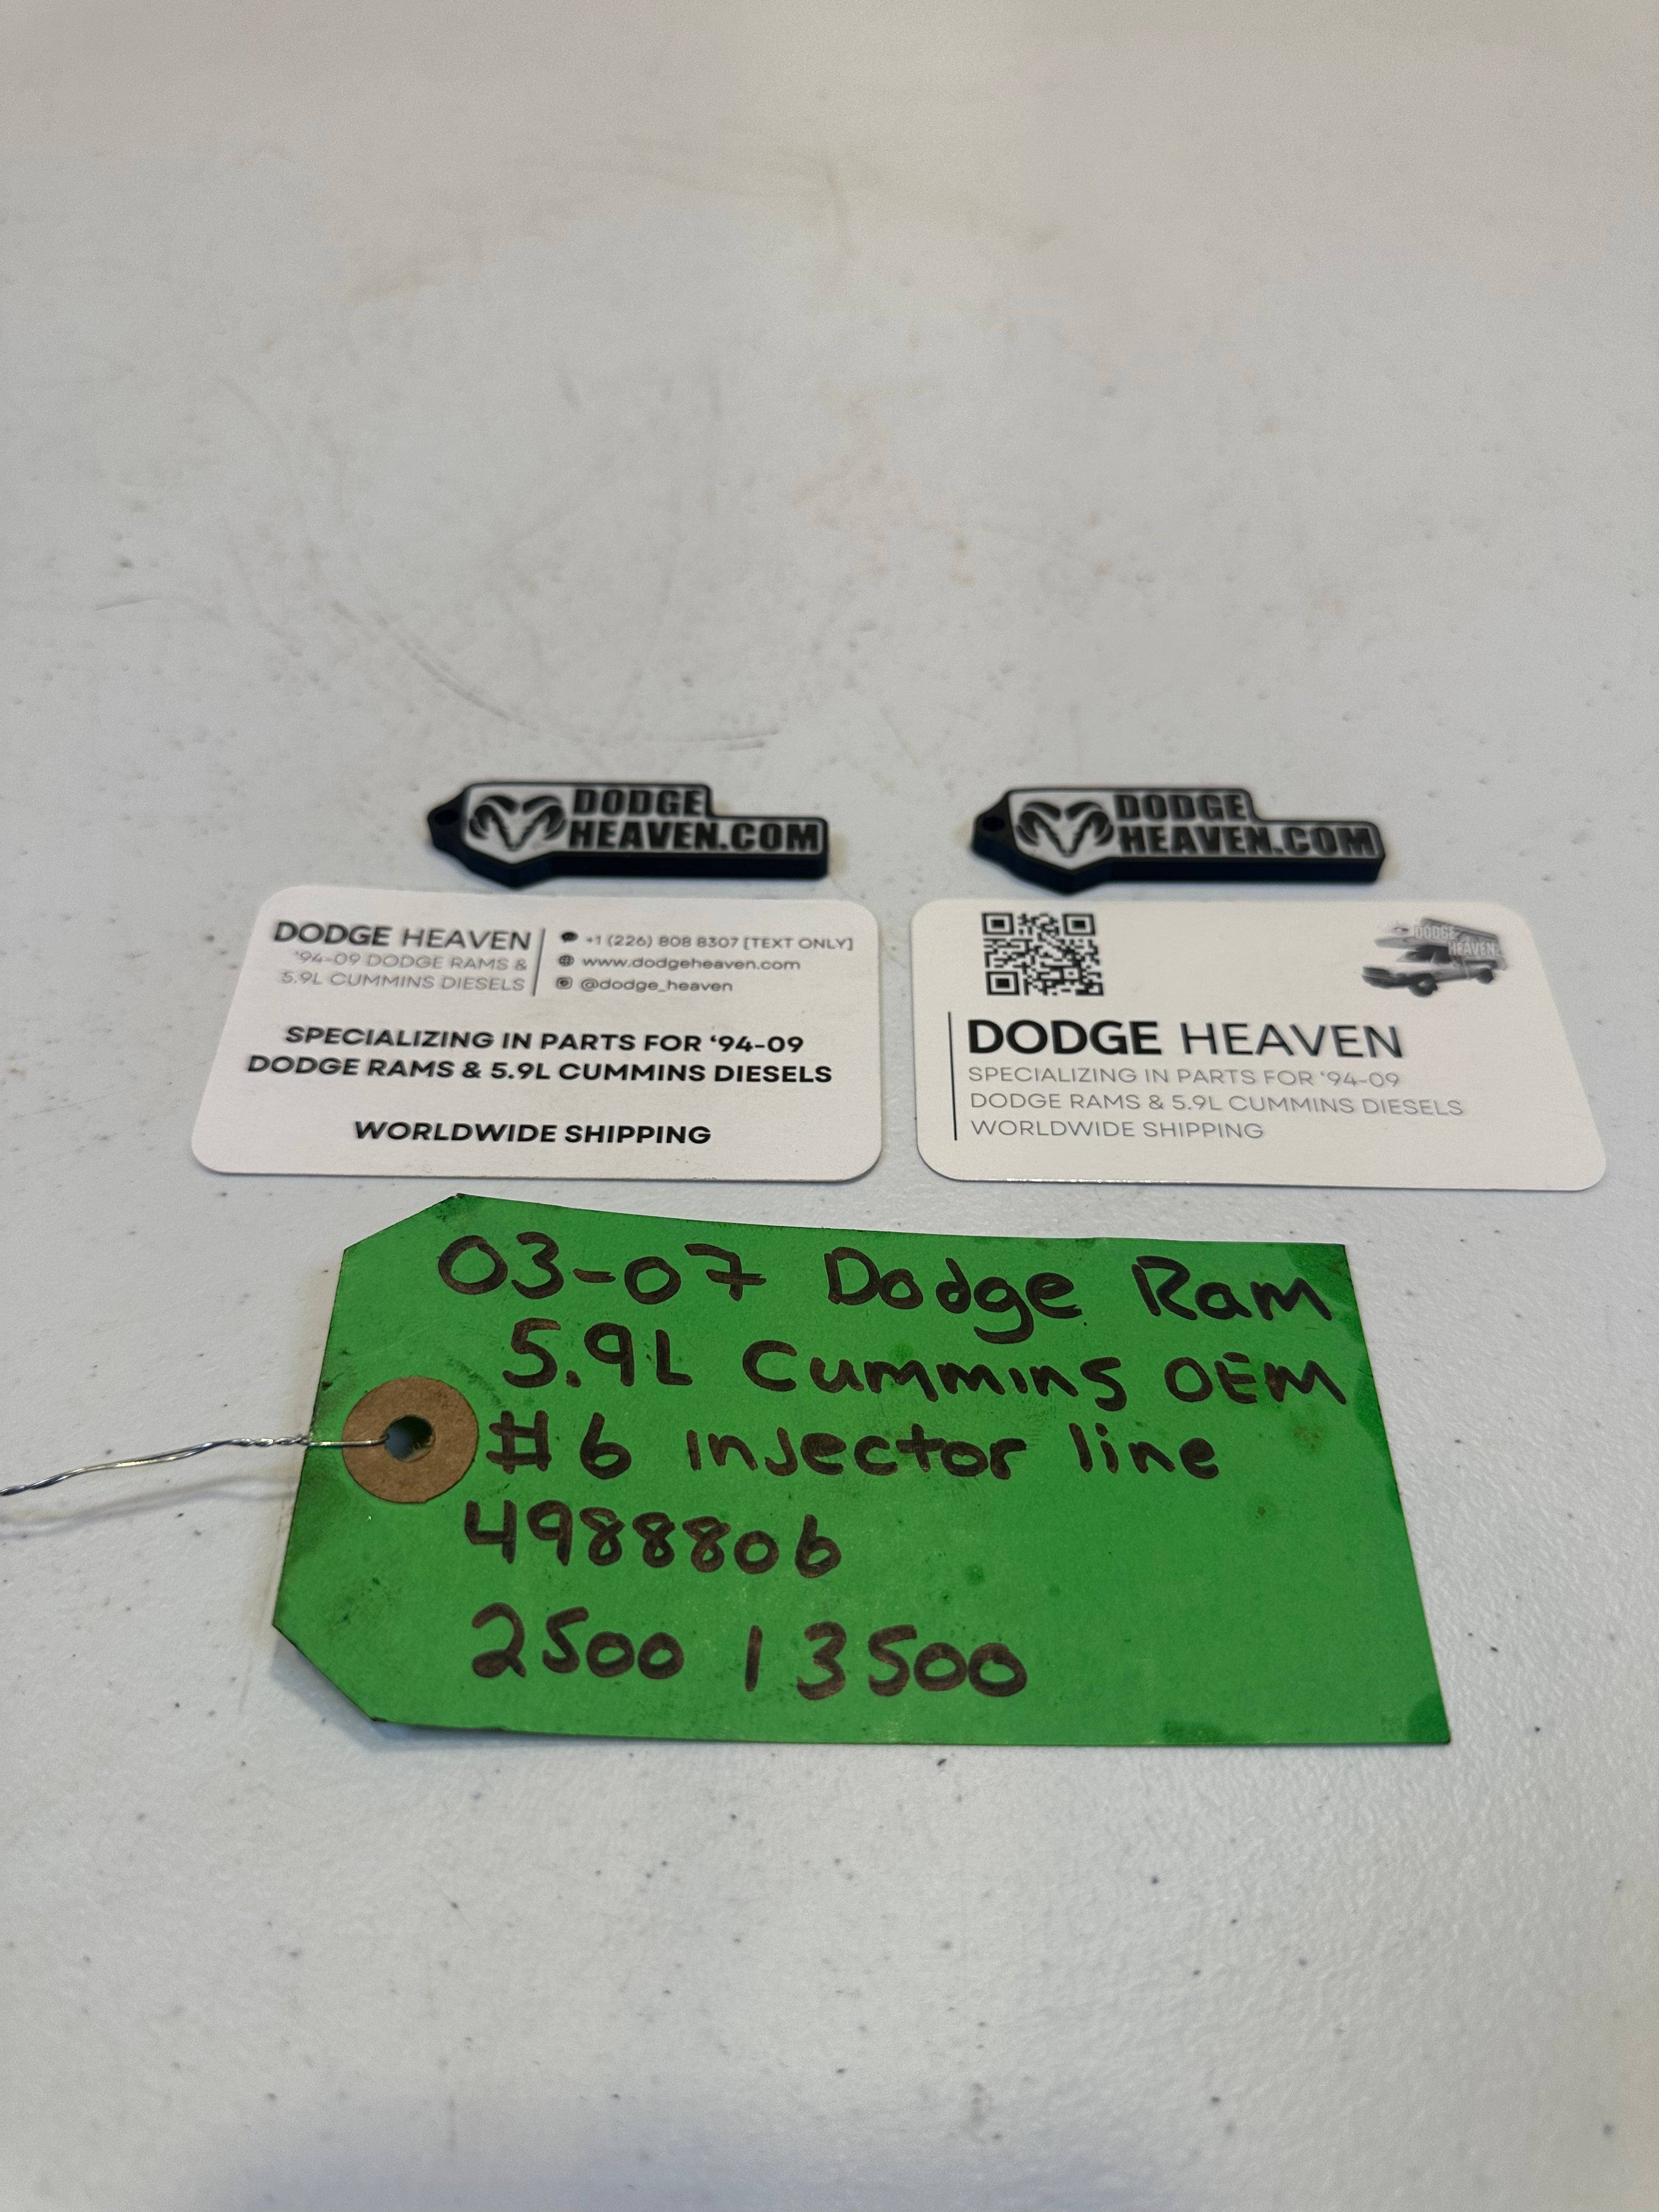 DODGE
HEAVEN.COM
DODGE
HEAVEN.COM
DODGE HEAVEN
'94-09 DODGE RAMS &
5.9L CUMMINS DIESELS
+1 (226) 808 8307 [TEXT ONLY]
www.dodgeheaven.com
@dodge_heaven
SPECIALIZING IN PARTS FOR '94-09
DODGE RAMS & 5.9L CUMMINS DIESELS
WORLDWIDE SHIPPING
DODGE
HEAVEN
DODGE HEAVEN
SPECIALIZING IN PARTS FOR '94-09
DODGE RAMS & 5.9L CUMMINS DIESELS
WORLDWIDE SHIPPING
03-07 Dodge Ram
5.9L Cummins OEM
#6 injector line
4988806
2500 | 3500